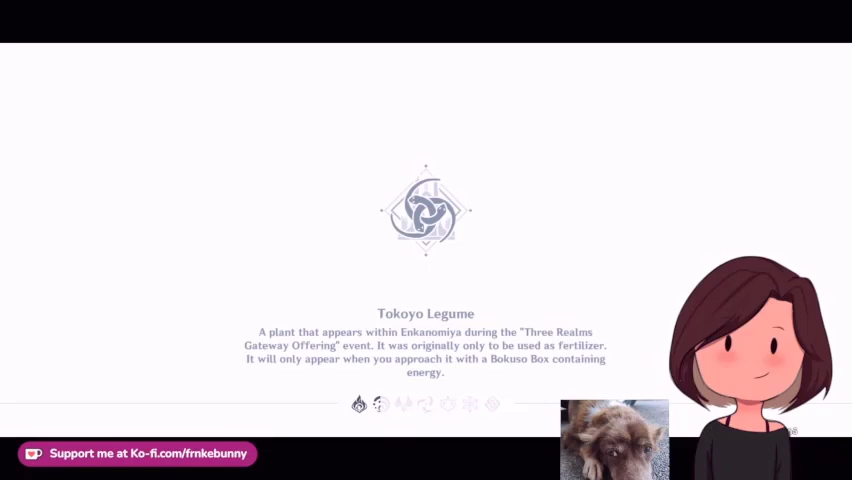 Tokoyo Legume
A plant that appears within Enkanomiya during the "Three Realms
Gateway Offering" event. It was originally only to be used as fertilizer.
It will only appear when you approach it with a Bokuso Box containing
energy.
Support me at Ko-fi.com/frnkebunny